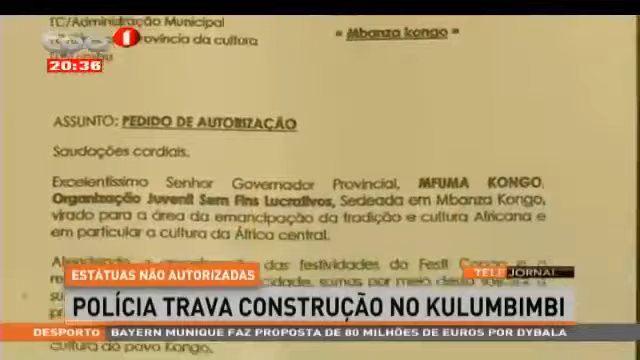 TC/Administração Municipal
Província da cultura
= Mbanza kongo =
1
20:36
ASSUNTO: PEDIDO DE AUTORIZAÇÃO
Saudações cordiais,
Excelentíssimo Senhor Governador Provincial, MFUMA KONGO,
Organização Juvenil Sem Fins Lucrativos, Sedeada em Mbanza Kongo,
virado para a área da emancipação da tradição e cultura Africana e
em particular a cultura da África central.
das festividades do Festi
ESTÁTUAS NÃO AUTORIZADAS
TELEJORNAL
POLÍCIA TRAVA CONSTRUÇÃO NO KULUMBIMBI
DESPORTO BAYERN MUNIQUE FAZ PROPOSTA DE 80 MILHÕES DE EUROS POR DYBALA
cultura do povo Kongo.